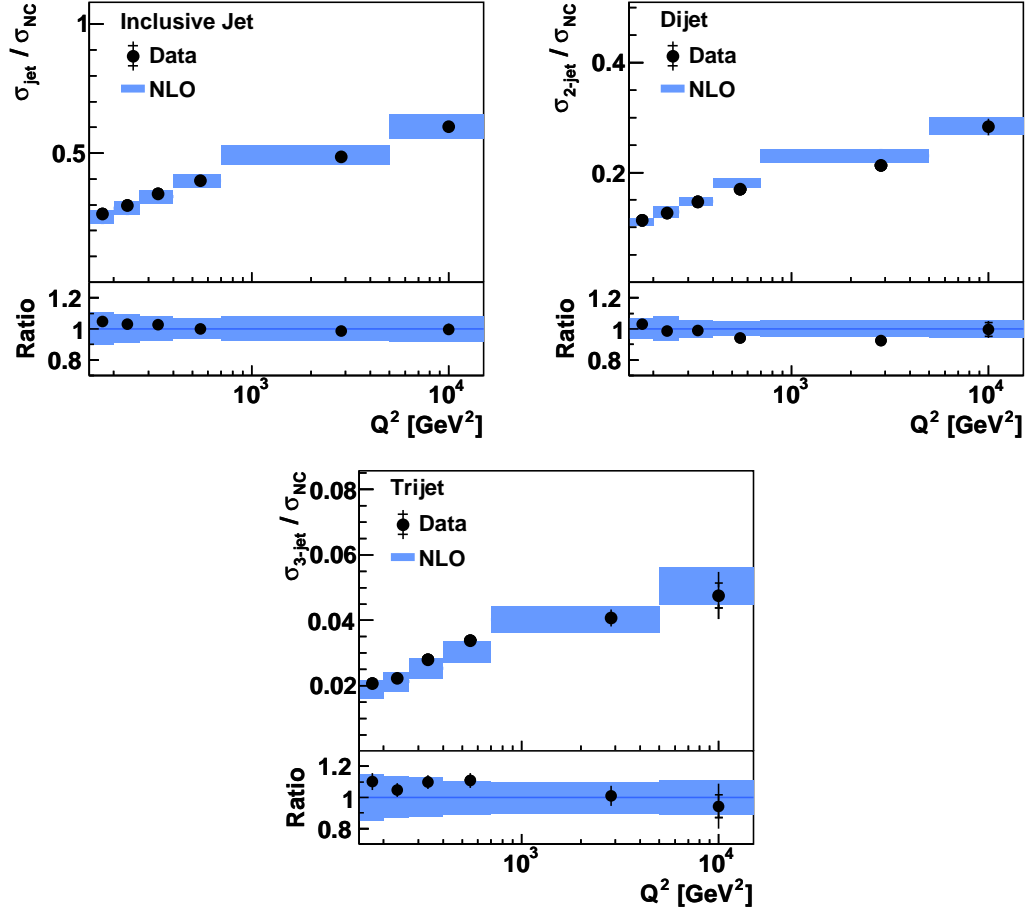 σjet / σNC
1
0.5
Inclusive Jet
Data
NLO
Ratio
1.2
1
0.8
10³
10⁴
Q² [GeV²]
σ2-jet / σNC
0.4
0.2
Dijet
Data
NLO
Ratio
1.2
1
0.8
10³
10⁴
Q² [GeV²]
σ3-jet / σNC
0.08
0.06
0.04
0.02
Trijet
Data
NLO
Ratio
1.2
1
0.8
10³
10⁴
Q² [GeV²]